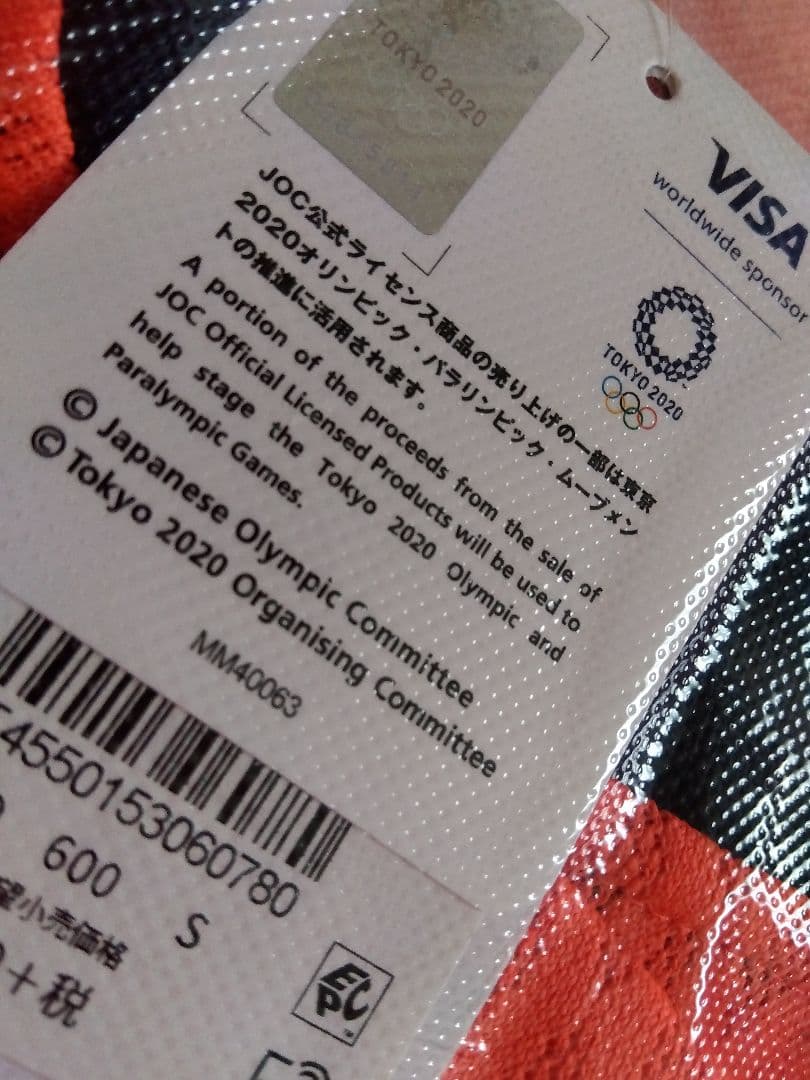 TOKYO 2020
VISA
worldwide sponsor
TOKYO 2020
JOC公式ライセンス商品の売り上げの一部は東京
2020オリンピック・パラリンピック・ムーブメン
トの推進に活用されます。
A portion of the proceeds from the sale of
JOC Official Licensed Products will be used to
help stage the Tokyo 2020 Olympic and
Paralympic Games.
© Japanese Olympic Committee
© Tokyo 2020 Organising Committee
MM40063
4550153060780
600 S
望小売価格
+税
EPC